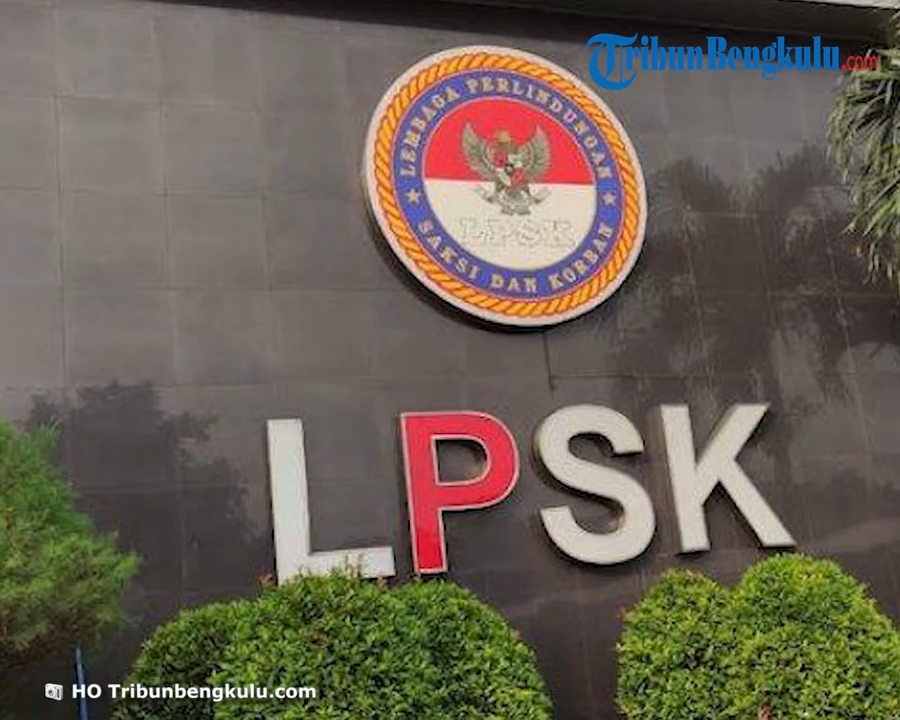 TribunBengkulu.com
LEMBAGA PERLINDUNGAN
SAKSI DAN KORBAN
LPSK
LPSK
HO Tribunbengkulu.com